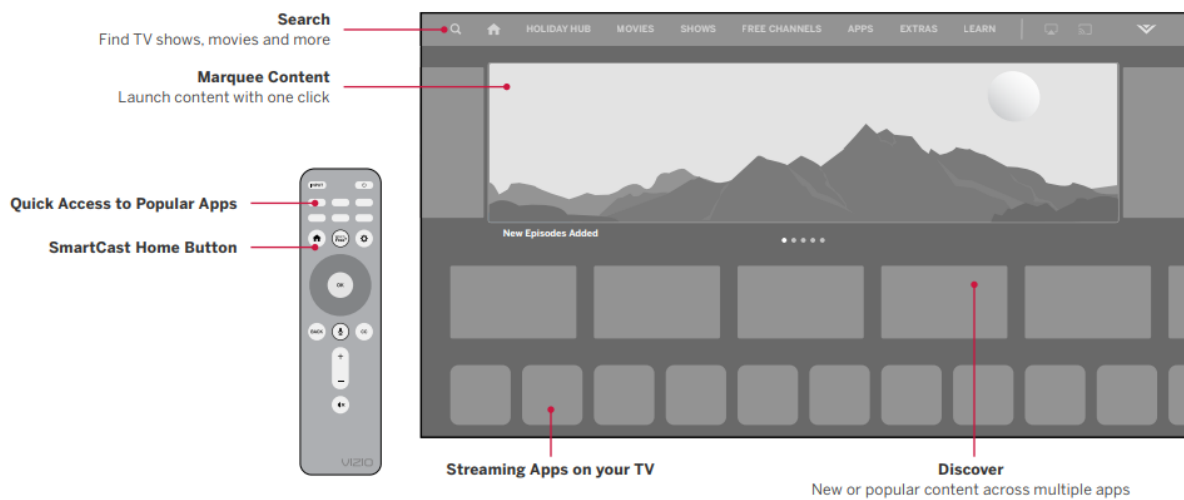 Search
Find TV shows, movies and more
HOLIDAY HUB MOVIES SHOWS FREE CHANNELS APPS EXTRAS LEARN
Marquee Content
Launch content with one click
INPUT
Quick Access to Popular Apps
SmartCast Home Button
New Episodes Added
OK
BACK
CC
VIZIO
Streaming Apps on your TV
Discover
New or popular content across multiple apps